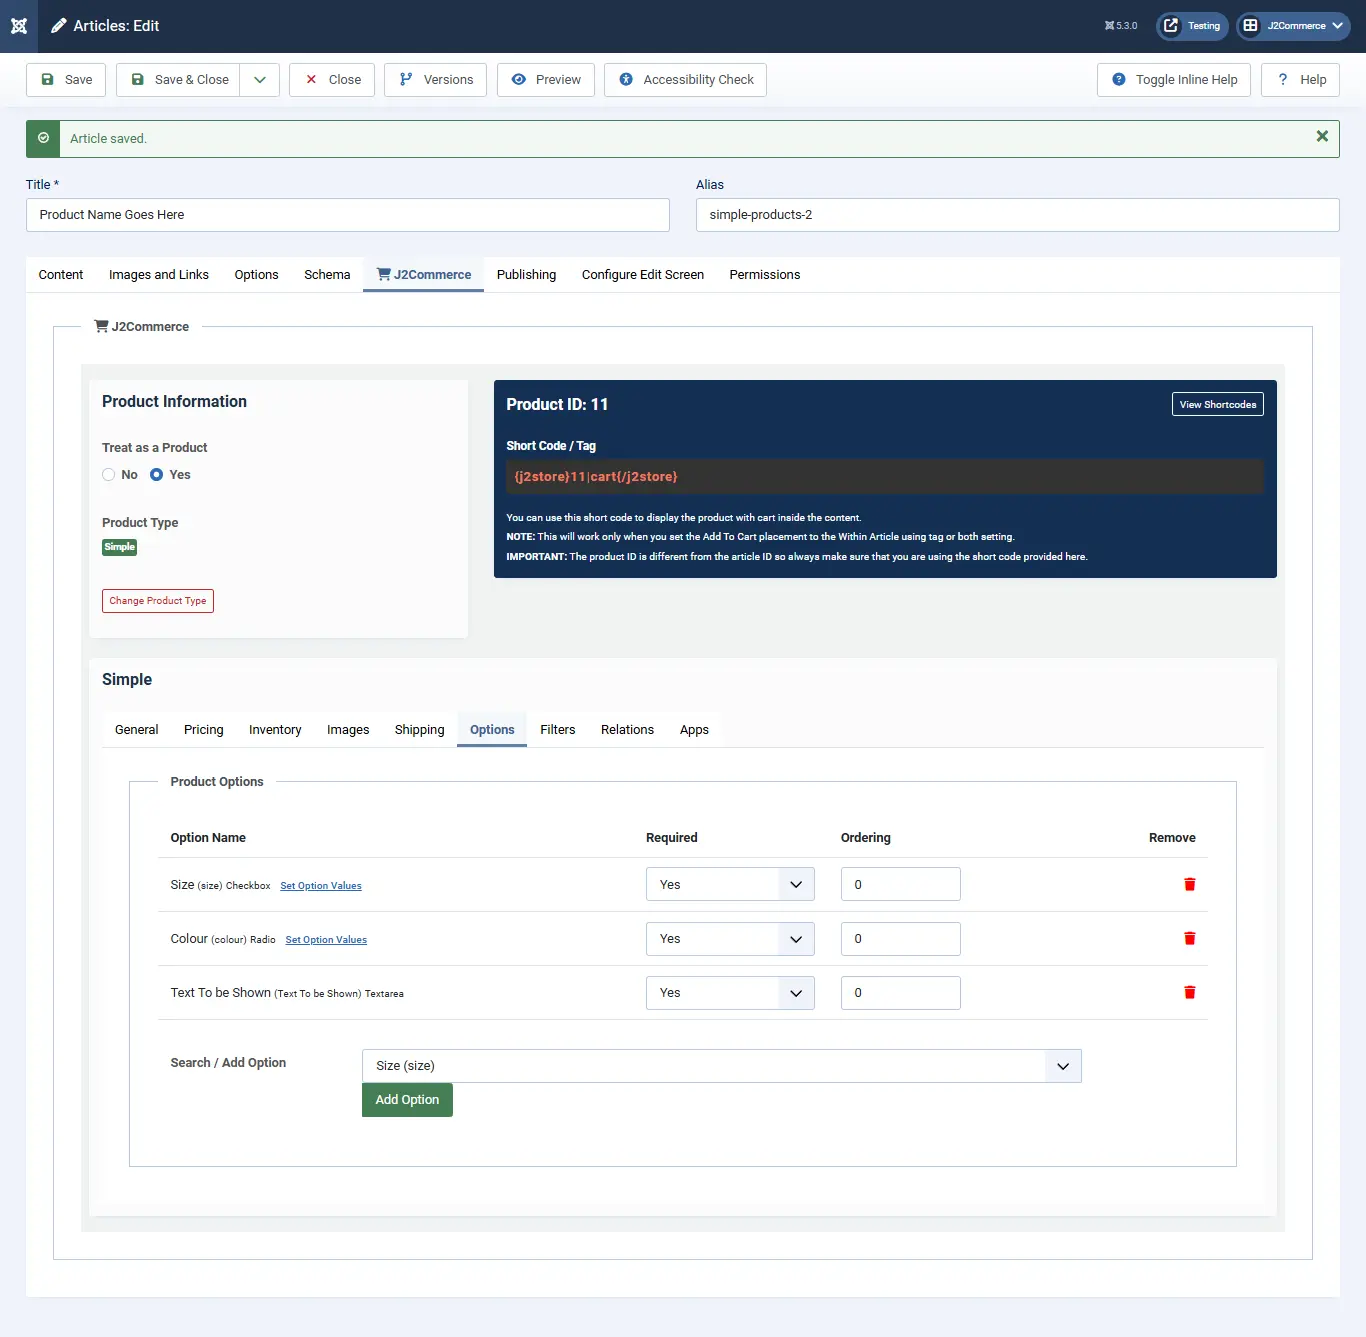 Articles: Edit
5.3.0
Testing
J2Commerce
Save
Save & Close
Close
Versions
Preview
Accessibility Check
Toggle Inline Help
? Help
Article saved.
Title *
Alias
Product Name Goes Here
simple-products-2
Content
Images and Links
Options
Schema
J2Commerce
Publishing
Configure Edit Screen
Permissions
J2Commerce
Product Information
Treat as a Product
No
Yes
Product Type
Simple
Change Product Type
Product ID: 11
View Shortcodes
Short Code / Tag
{j2store}11|cart{/j2store}
You can use this short code to display the product with cart inside the content.
NOTE: This will work only when you set the Add To Cart placement to the Within Article using tag or both setting.
IMPORTANT: The product ID is different from the article ID so always make sure that you are using the short code provided here.
Simple
General
Pricing
Inventory
Images
Shipping
Options
Filters
Relations
Apps
Product Options
Option Name
Required
Ordering
Remove
Size (size) Checkbox Set Option Values
Yes
0
Colour (colour) Radio Set Option Values
Yes
0
Text To be Shown (Text To be Shown) Textarea
Yes
0
Search / Add Option
Size (size)
Add Option